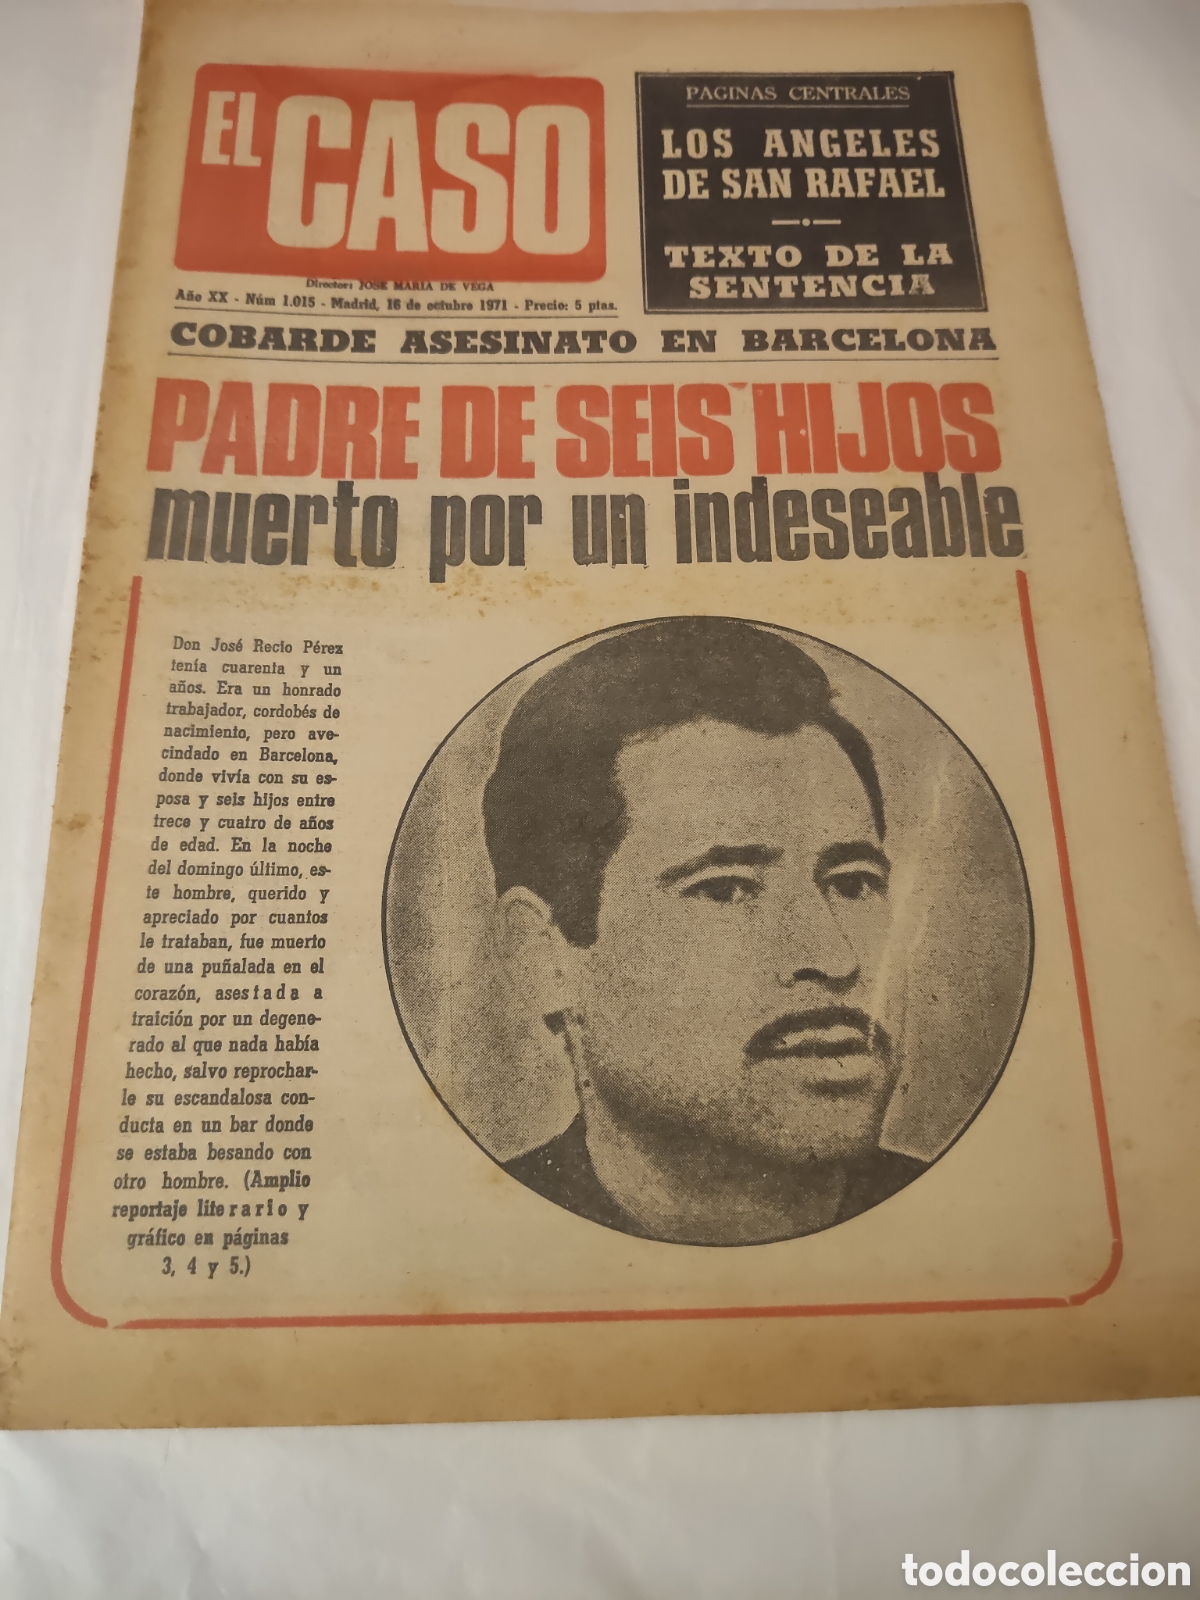 EL CASO
Director: JOSE MARIA DE VEGA
Año XX - Núm 1.015 - Madrid, 16 de octubre 1971 - Precio: 5 ptas.
PAGINAS CENTRALES
LOS ANGELES
DE SAN RAFAEL
TEXTO DE LA
SENTENCIA
COBARDE ASESINATO EN BARCELONA
PADRE DE SEIS HIJOS
muerto por un indeseable
Don José Recio Pérez
tenía cuarenta y un
años. Era un honrado
trabajador, cordobés de
nacimiento, pero ave-
cindado en Barcelona,
donde vivía con su es-
posa y seis hijos entre
trece y cuatro de años
de edad. En la noche
del domingo último, es-
te hombre, querido y
apreciado por cuantos
le trataban, fue muerto
de una puñalada en el
corazón, asestada a
traición por un degene-
rado al que nada había
hecho, salvo reprochar-
le su escandalosa con-
ducta en un bar donde
se estaba besando con
otro hombre. (Amplio
reportaje literario y
gráfico en páginas
3, 4 y 5.)
todocoleccion